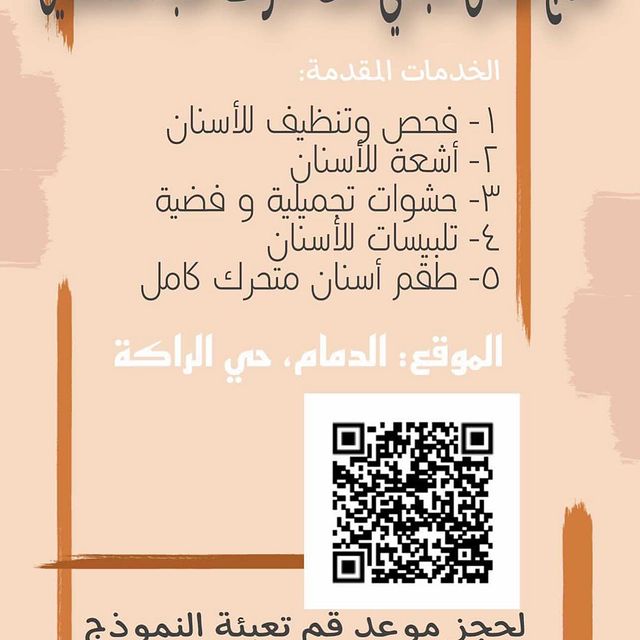 الخدمات المقدمة:
١- فحص وتنظيف للأسنان
٢- أشعة للأسنان
٣- حشوات تجميلية و فضية
٤- تلبيسات للأسنان
٥- طقم أسنان متحرك كامل
الموقع: الدمام، حي الراكة
لحجز موعد قم تعبئة النموذج